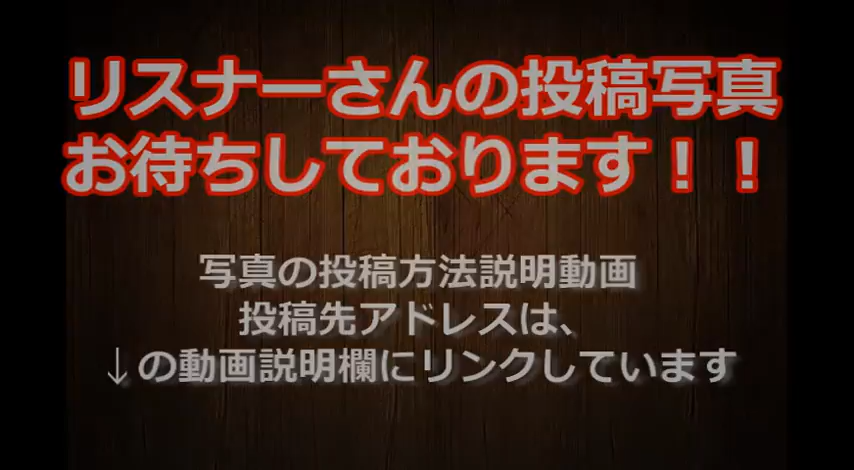 リスナーさんの投稿写真
お待ちしております！！
写真の投稿方法説明動画
投稿先アドレスは、
↓の動画説明欄にリンクしています